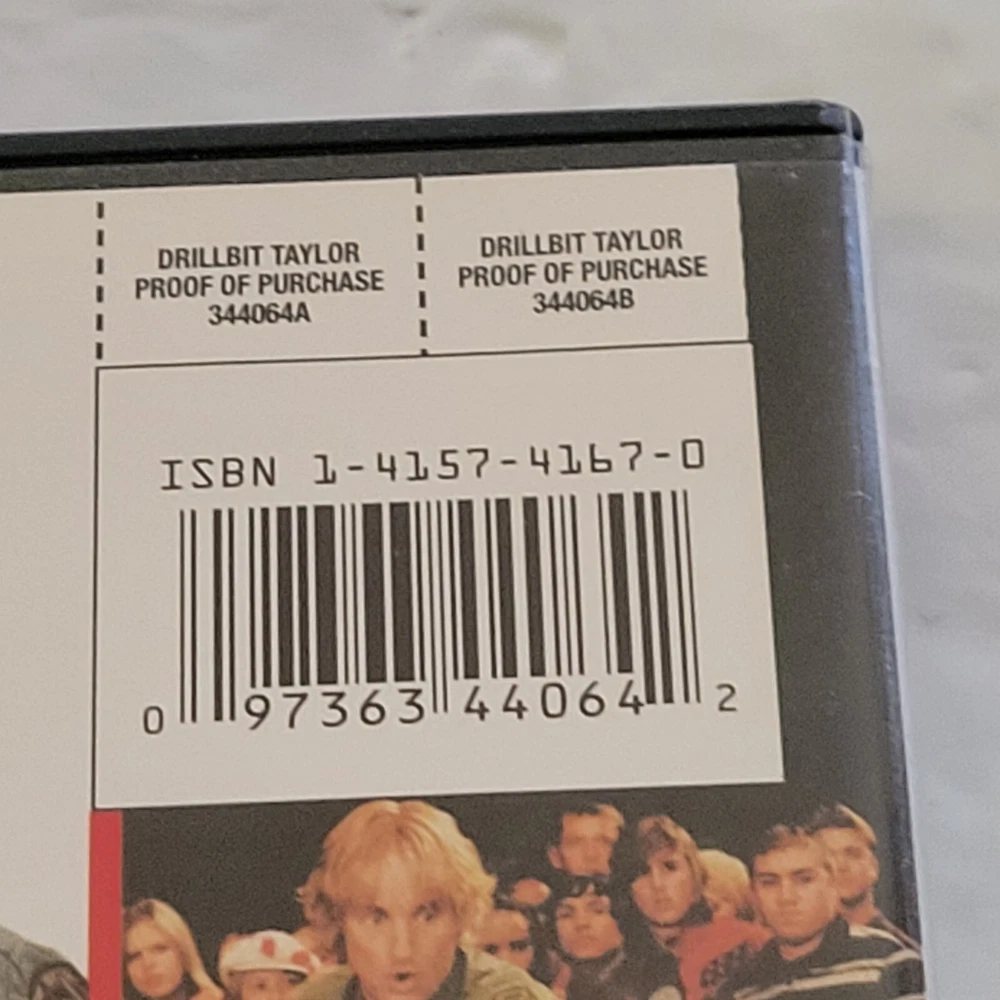 DRILLBIT TAYLOR
PROOF OF PURCHASE
344064A
DRILLBIT TAYLOR
PROOF OF PURCHASE
344064B
ISBN 1-4157-4167-0
0 97363 44064 2